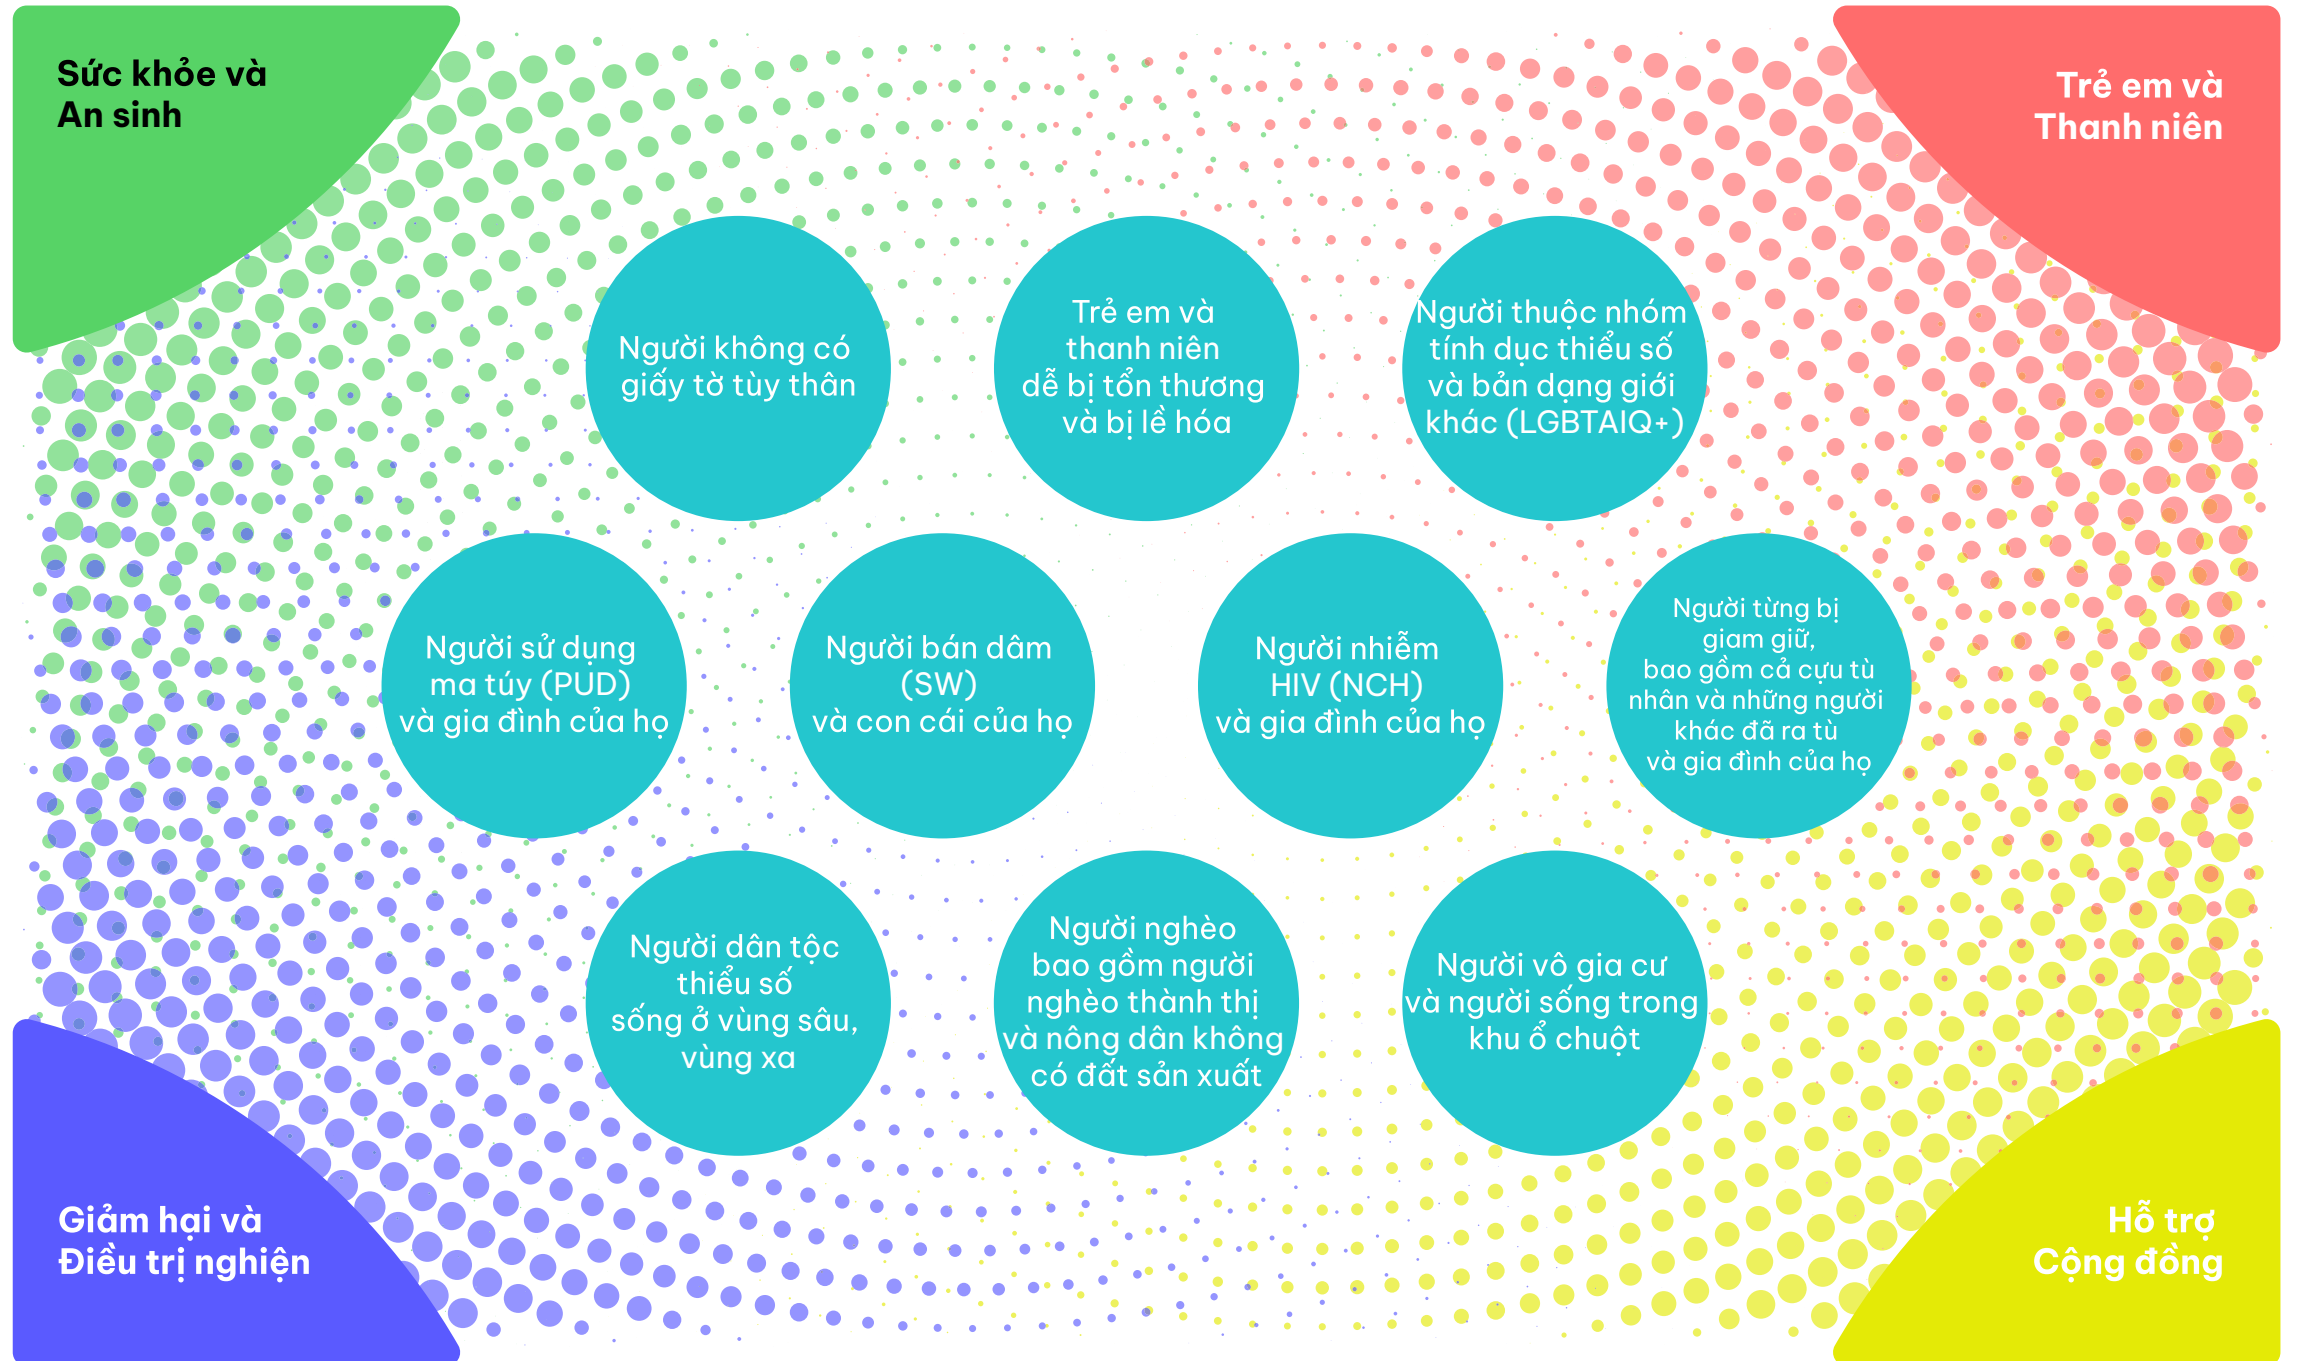 Sức khỏe và
An sinh
Trẻ em và
Thanh niên
Người không có
giấy tờ tùy thân
Trẻ em và
thanh niên
dễ bị tổn thương
và bị lề hóa
Người thuộc nhóm
tính dục thiểu số
và bản dạng giới
khác (LGBTAIQ+)
Người sử dụng
ma túy (PUD)
và gia đình của họ
Người bán dâm
(SW)
và con cái của họ
Người nhiễm
HIV (NCH)
và gia đình của họ
Người từng bị
giam giữ,
bao gồm cả cựu tù
nhân và những người
khác đã ra tù
và gia đình của họ
Người dân tộc
thiểu số
sống ở vùng sâu,
vùng xa
Người nghèo
bao gồm người
nghèo thành thị
và nông dân không
có đất sản xuất
Người vô gia cư
và người sống trong
khu ổ chuột
Giảm hại và
Điều trị nghiện
Hỗ trợ
Cộng đồng